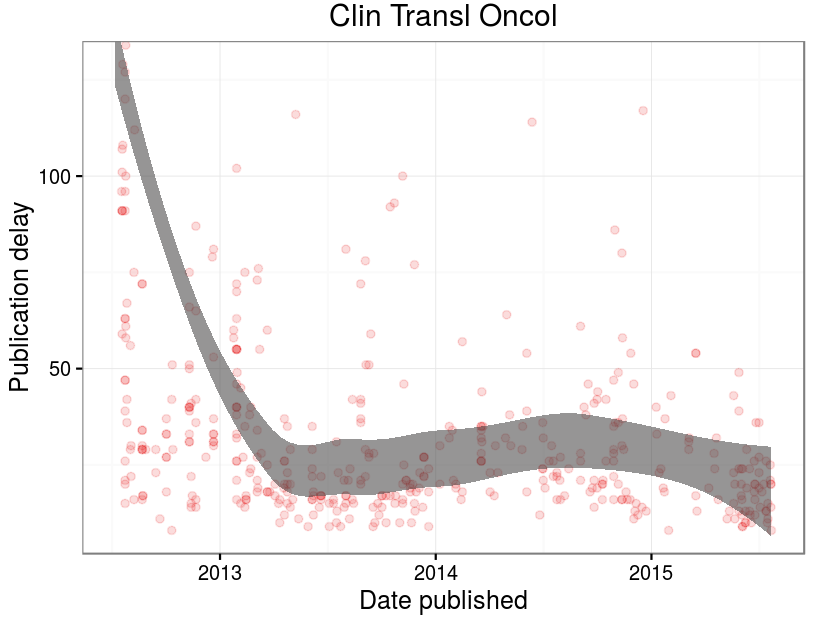 Clin Transl Oncol
Publication delay
100
50
2013 2014 2015
Date published